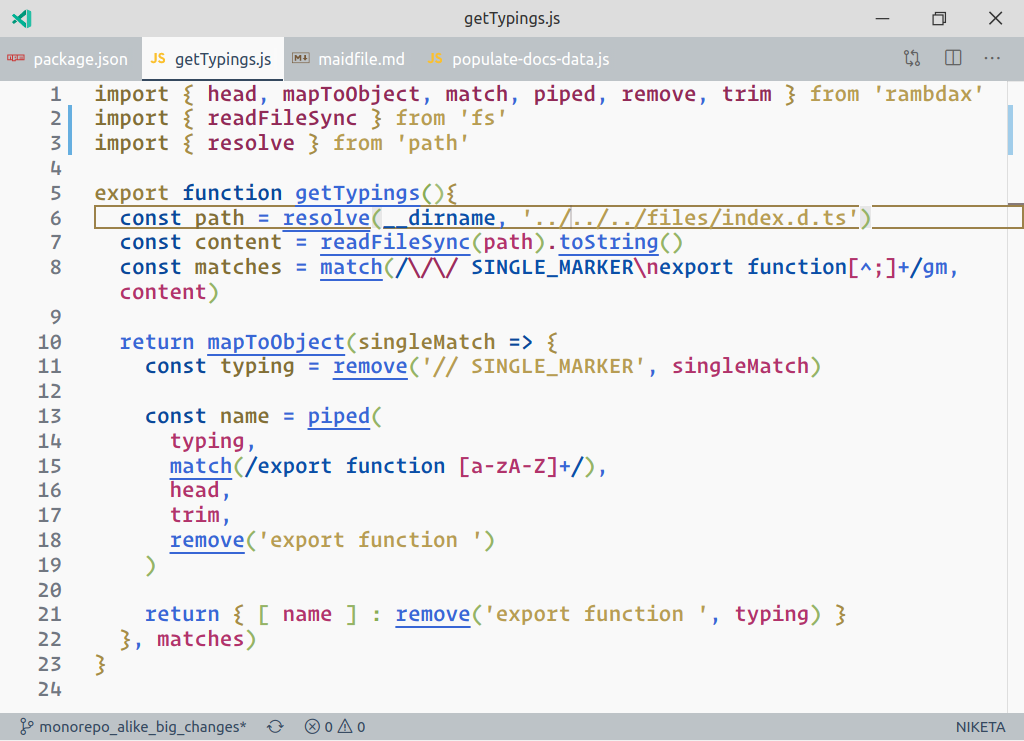 getTypings.js
package.json
JS getTypings.js
M↓ maidfile.md
JS populate-docs-data.js
1 import { head, mapToObject, match, piped, remove, trim } from 'rambdax'
2 import { readFileSync } from 'fs'
3 import { resolve } from 'path'
4
5 export function getTypings(){
6 const path = resolve(__dirname, '../../../files/index.d.ts')
7 const content = readFileSync(path).toString()
8 const matches = match(/\/\/ SINGLE_MARKER\nexport function[^;]+/gm,
content)
9
10 return mapToObject(singleMatch => {
11 const typing = remove('// SINGLE_MARKER', singleMatch)
12
13 const name = piped(
14 typing,
15 match(/export function [a-zA-Z]+/),
16 head,
17 trim,
18 remove('export function ')
19 )
20
21 return { [ name ] : remove('export function ', typing) }
22 }, matches)
23 }
24
monorepo_alike_big_changes* 0 0 NIKETA